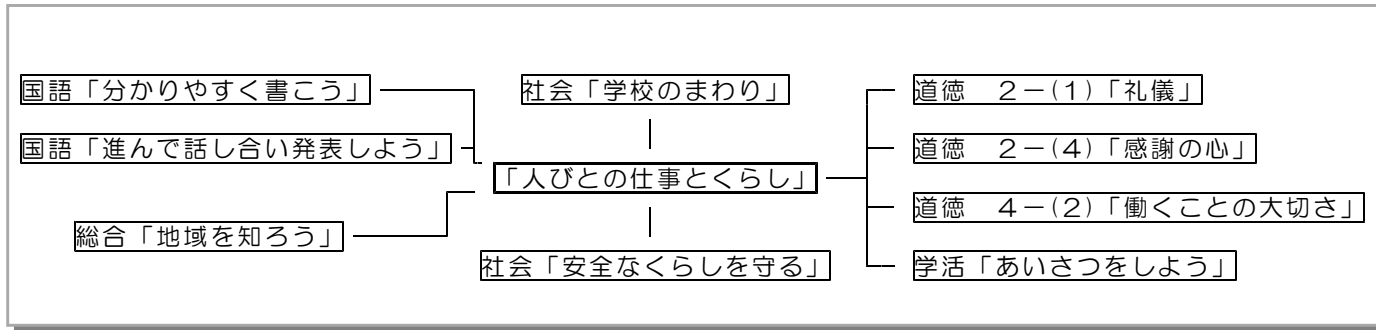 国語「分かりやすく書こう」
国語「進んで話し合い発表しよう」
総合「地域を知ろう」
社会「学校のまわり」
「人びとの仕事とくらし」
社会「安全なくらしを守る」
道徳　２－(１)「礼儀」
道徳　２－(４)「感謝の心」
道徳　４－(２)「働くことの大切さ」
学活「あいさつをしよう」